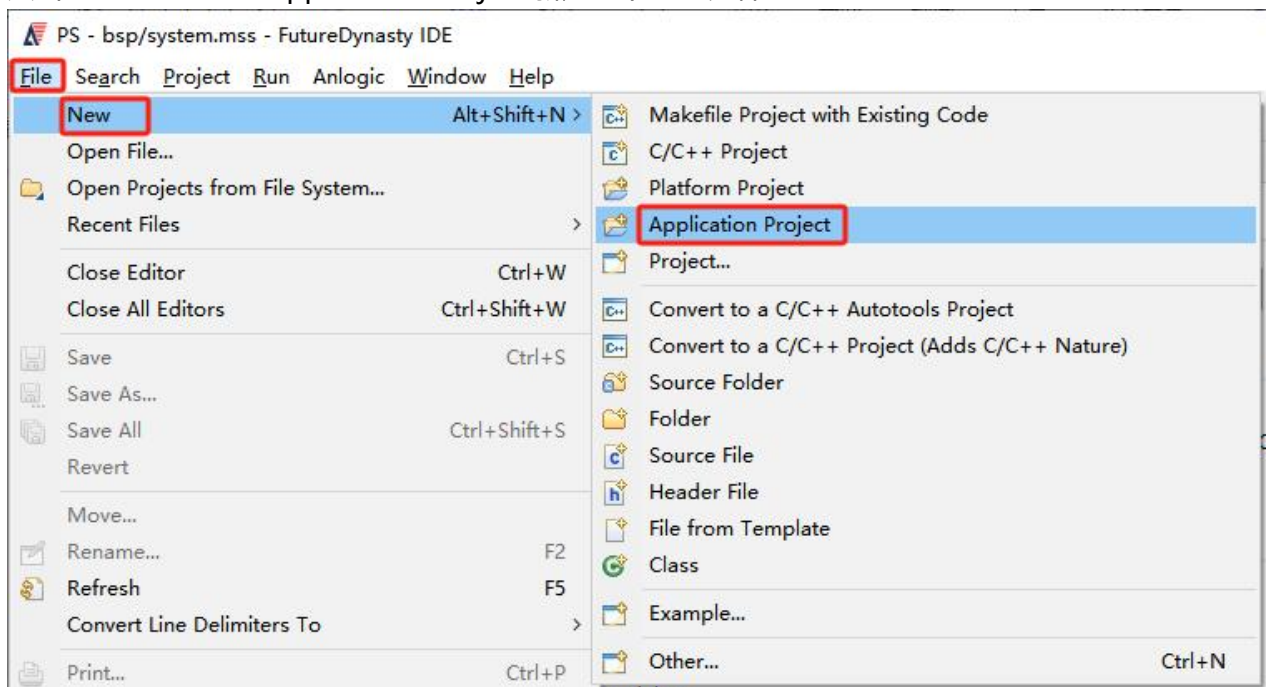 PS - bsp/system.mss - FutureDynasty IDE
File Search Project Run Anlogic Window Help
New Alt+Shift+N >
Open File...
Open Projects from File System...
Recent Files >
Close Editor Ctrl+W
Close All Editors Ctrl+Shift+W
Save Ctrl+S
Save As...
Save All Ctrl+Shift+S
Revert
Move...
Rename... F2
Refresh F5
Convert Line Delimiters To >
Print... Ctrl+P
Makefile Project with Existing Code
C/C++ Project
Platform Project
Application Project
Project...
Convert to a C/C++ Autotools Project
Convert to a C/C++ Project (Adds C/C++ Nature)
Source Folder
Folder
Source File
Header File
File from Template
Class
Example...
Other... Ctrl+N